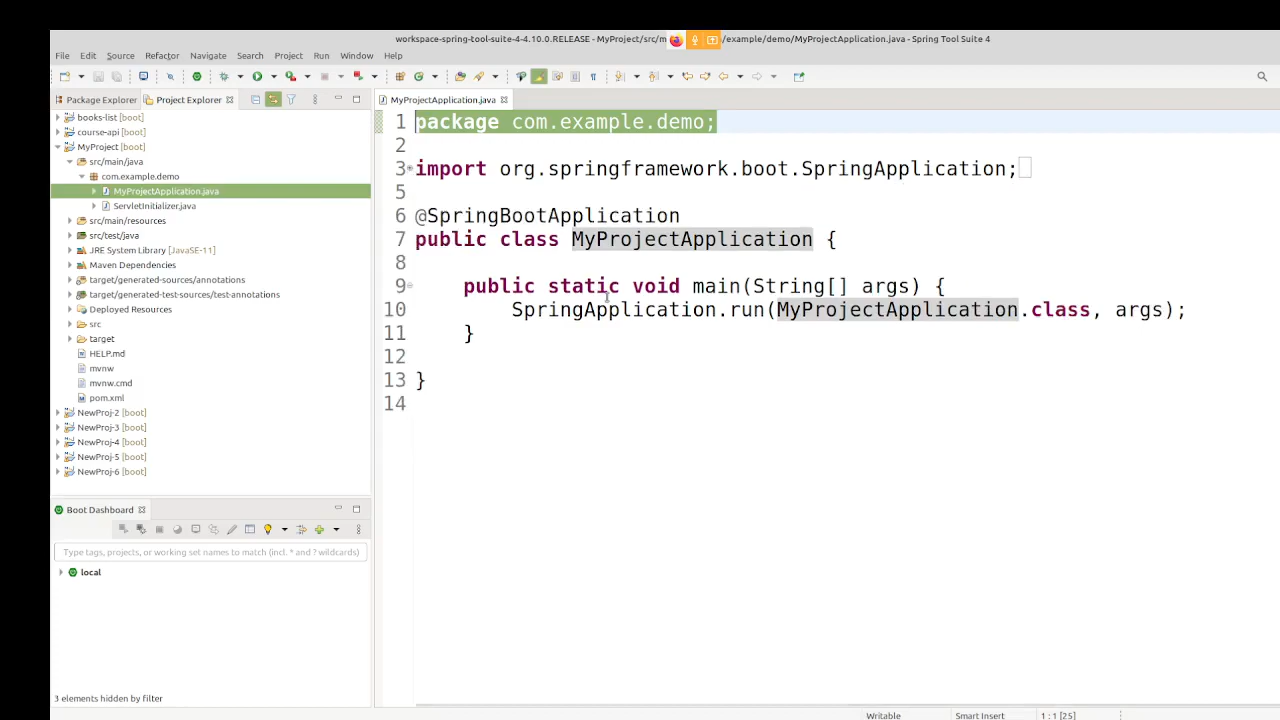 workspace-spring-tool-suite-4-4.10.0.RELEASE - MyProject/src/m /example/demo/MyProjectApplication.java - Spring Tool Suite 4
File Edit Source Refactor Navigate Search Project Run Window Help
Package Explorer Project Explorer
books-list [boot]
course-api [boot]
MyProject [boot]
src/main/java
com.example.demo
MyProjectApplication.java
ServletInitializer.java
src/main/resources
src/test/java
JRE System Library [JavaSE-11]
Maven Dependencies
target/generated-sources/annotations
target/generated-test-sources/test-annotations
Deployed Resources
src
target
HELP.md
mvnw
mvnw.cmd
pom.xml
NewProj-2 [boot]
NewProj-3 [boot]
NewProj-4 [boot]
NewProj-5 [boot]
NewProj-6 [boot]
Boot Dashboard
Type tags, projects, or working set names to match (incl. * and ? wildcards)
local
3 elements hidden by filter
MyProjectApplication.java
1 package com.example.demo;
2
3 import org.springframework.boot.SpringApplication;
5
6 @SpringBootApplication
7 public class MyProjectApplication {
8
9 public static void main(String[] args) {
10 SpringApplication.run(MyProjectApplication.class, args);
11 }
12
13 }
14
Writable Smart Insert 1 : 1 [25]